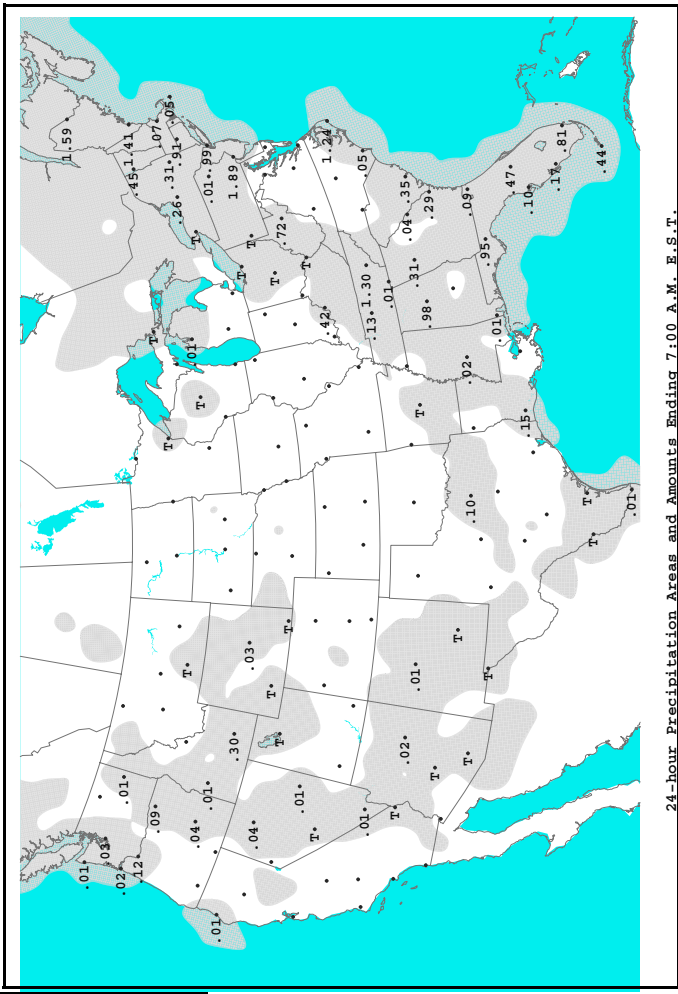 1.59
.01
.03
.02
.01
1.41
.45
.12
T
.09
.07
T
.05
.31
.91
.26
T
.01
.04
T
T
.99
.01
.01
.01
1.89
.30
T
.03
T
.04
T
T
T
.72
T
.01
T
T
.42
1.24
.05
.01
1.30
.13
.01
T
.35
.02
.04
.31
.01
T
.98
.29
T
T
.02
.09
T
.10
.95
T
.01
.47
.15
.10
.17
.81
T
T
.44
.01
24-hour Precipitation Areas and Amounts Ending 7:00 A.M. E.S.T.